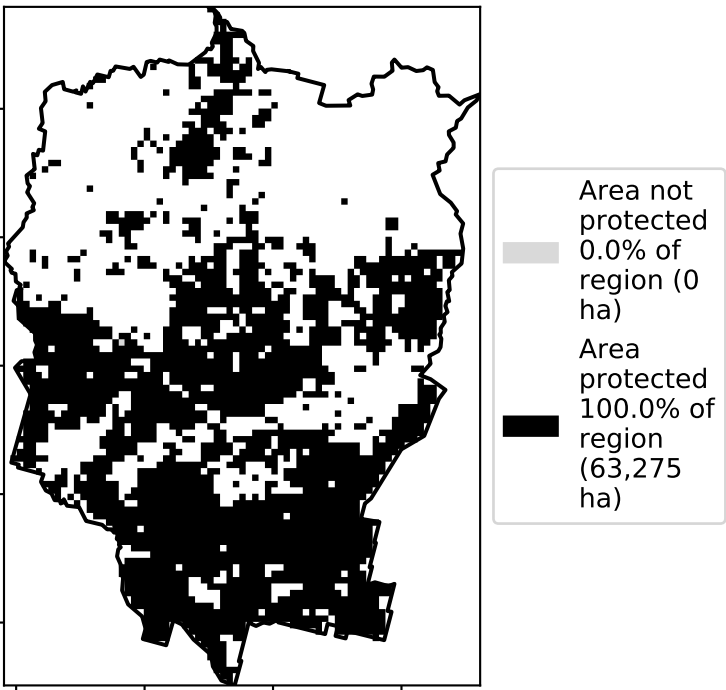 Area not
protected
0.0% of
region (0
ha)
Area
protected
100.0% of
region
(63,275
ha)